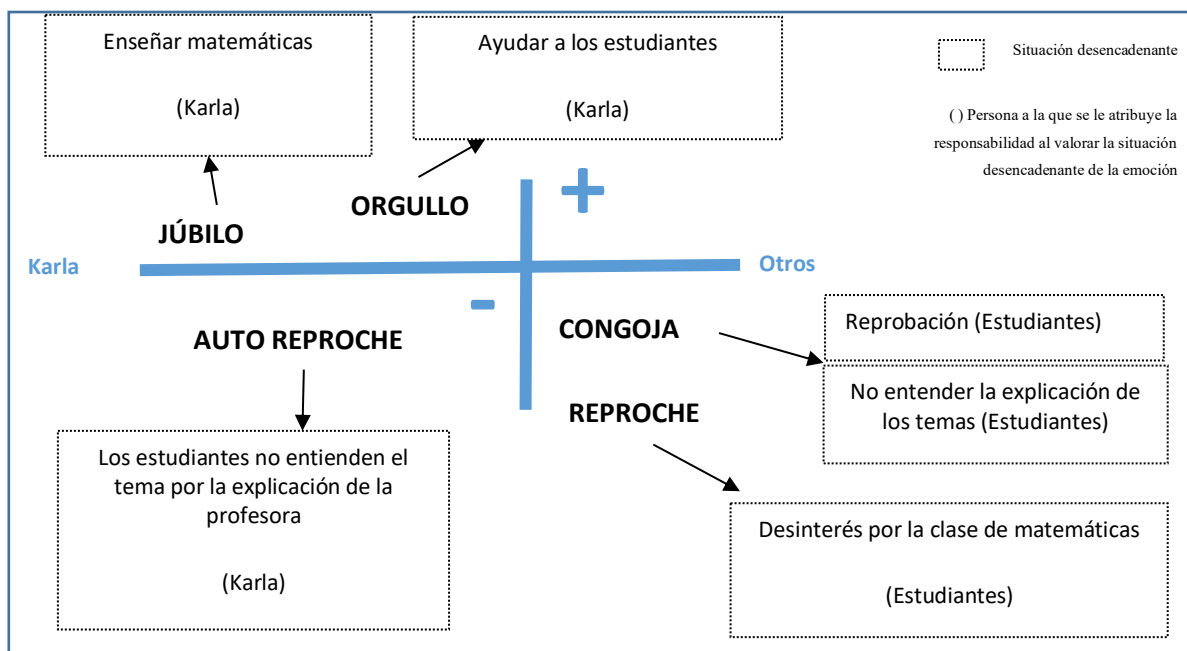 Enseñar matemáticas
(Karla)
Ayudar a los estudiantes
(Karla)
Situación desencadenante
( ) Persona a la que se le atribuye la
responsabilidad al valorar la situación
desencadenante de la emoción
ORGULLO
+
JÚBILO
Karla
Otros
-
AUTO REPROCHE
CONGOJA
Reprobación (Estudiantes)
No entender la explicación de
los temas (Estudiantes)
REPROCHE
Los estudiantes no entienden el
tema por la explicación de la
profesora
(Karla)
Desinterés por la clase de matemáticas
(Estudiantes)